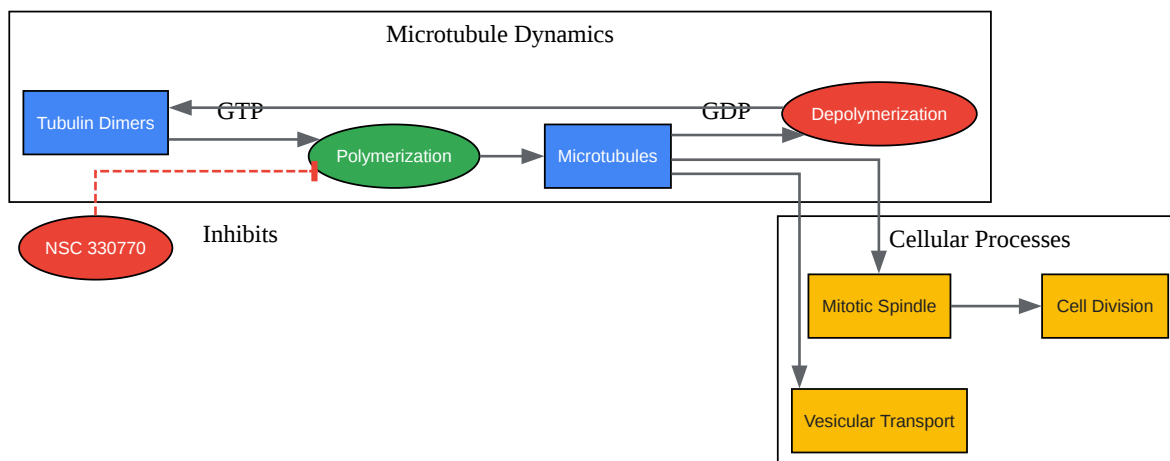 Microtubule Dynamics
Tubulin Dimers
GTP
GDP
Depolymerization
Polymerization
Microtubules
Inhibits
NSC 330770
Cellular Processes
Mitotic Spindle
Cell Division
Vesicular Transport